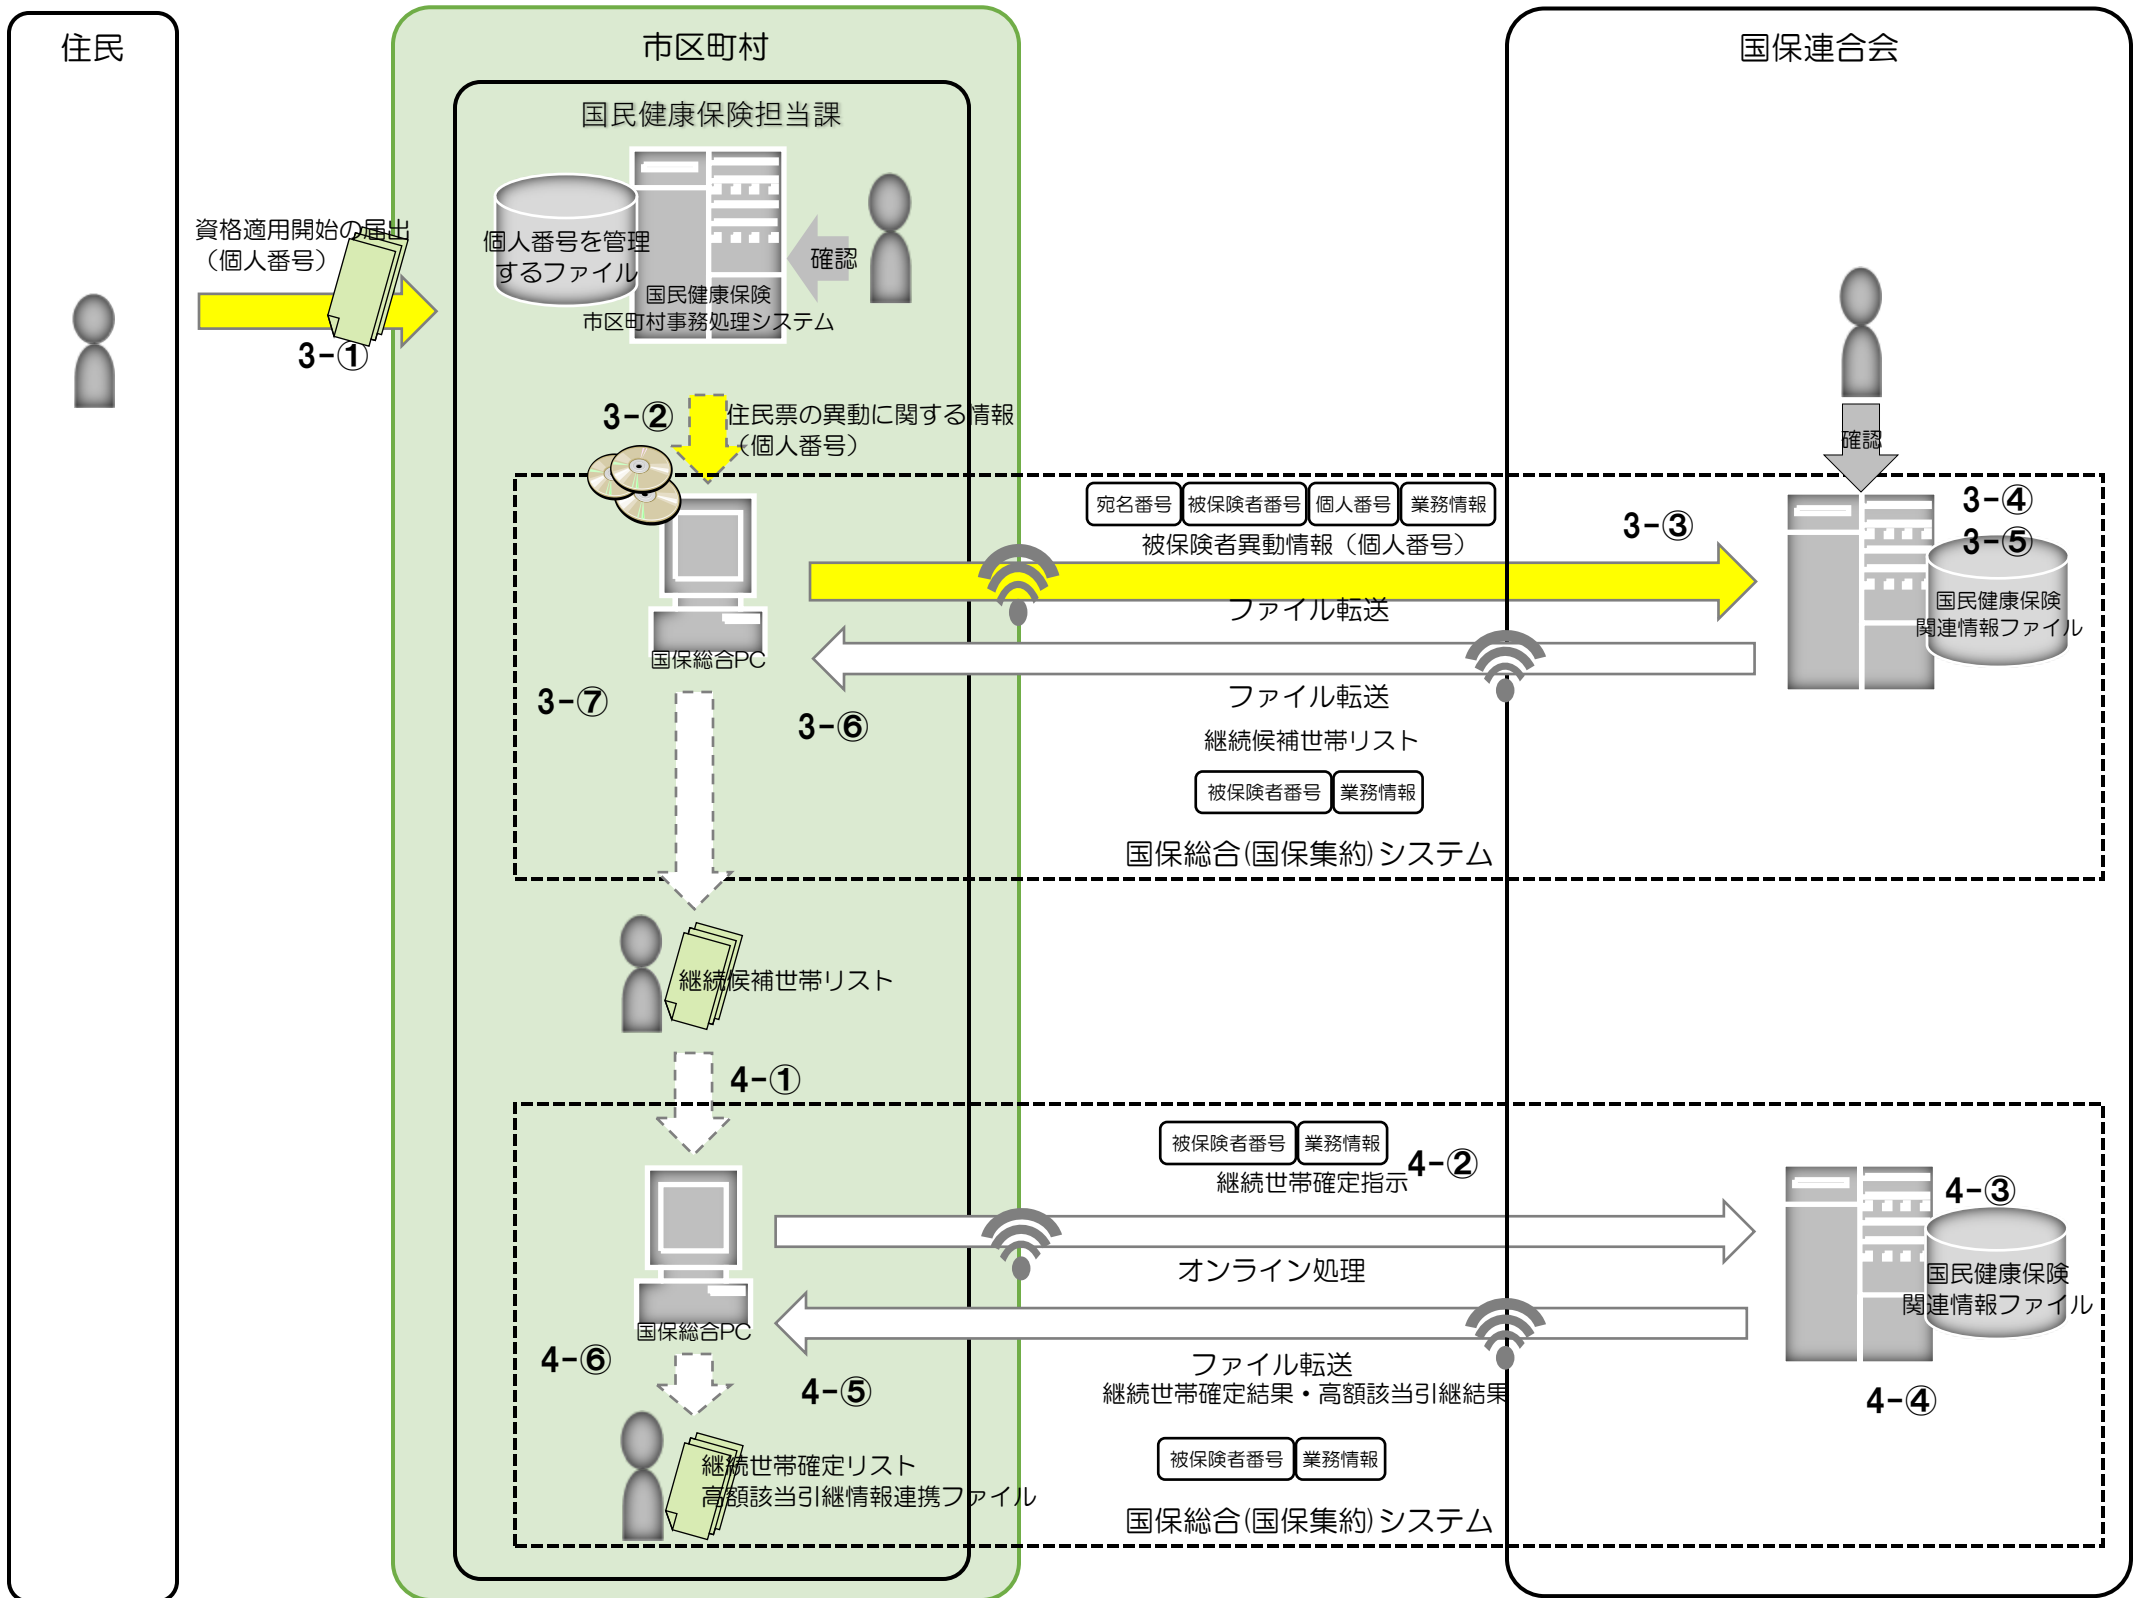 住民
市区町村
国保連合会
国民健康保険担当課
資格適用開始の届出
（個人番号）
3-①
個人番号を管理
するファイル
国民健康保険
市区町村事務処理システム
確認
3-②
住民票の異動に関する情報
（個人番号）
確認
宛名番号 被保険者番号 個人番号 業務情報
被保険者異動情報（個人番号）
3-③
3-④
3-⑤
ファイル転送
国民健康保険
関連情報ファイル
国保総合PC
3-⑦
3-⑥
ファイル転送
継続候補世帯リスト
被保険者番号 業務情報
国保総合(国保集約)システム
継続候補世帯リスト
4-①
被保険者番号 業務情報
4-②
継続世帯確定指示
4-③
オンライン処理
国民健康保険
関連情報ファイル
国保総合PC
4-⑥
4-⑤
ファイル転送
継続世帯確定結果・高額該当引継結果
4-④
被保険者番号 業務情報
継続世帯確定リスト
高額該当引継情報連携ファイル
国保総合(国保集約)システム